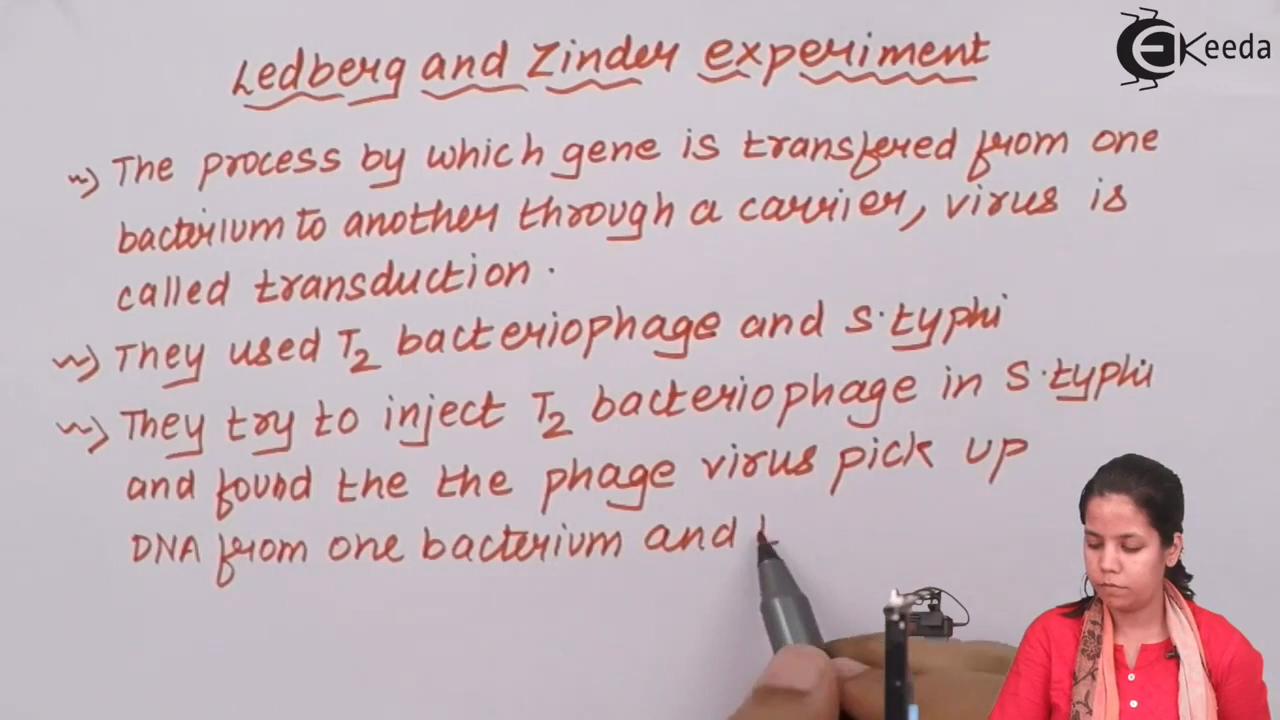 Ledberg and Zinder experiment
Keeda
The process by which gene is transfered from one
bacterium to another through a carrier, virus is
called transduction.
They used T2 bacteriophage and S.typhi
They try to inject T2 bacteriophage in S.typhi
and found the the phage virus pick up
DNA from one bacterium and